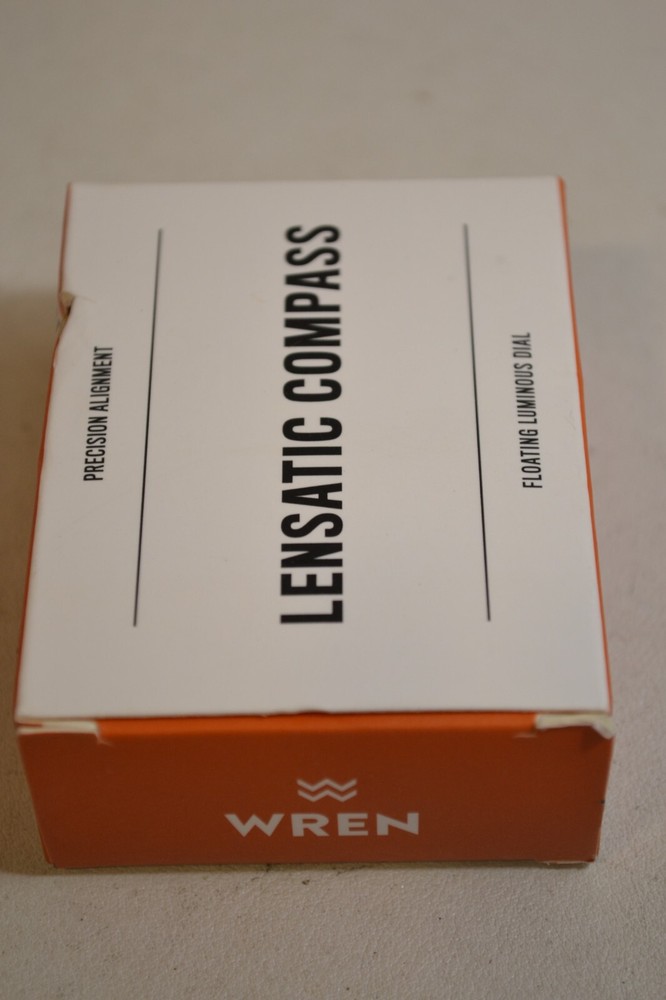 PRECISION ALIGNMENT
LENSATIC COMPASS
FLOATING LUMINOUS DIAL
WREN